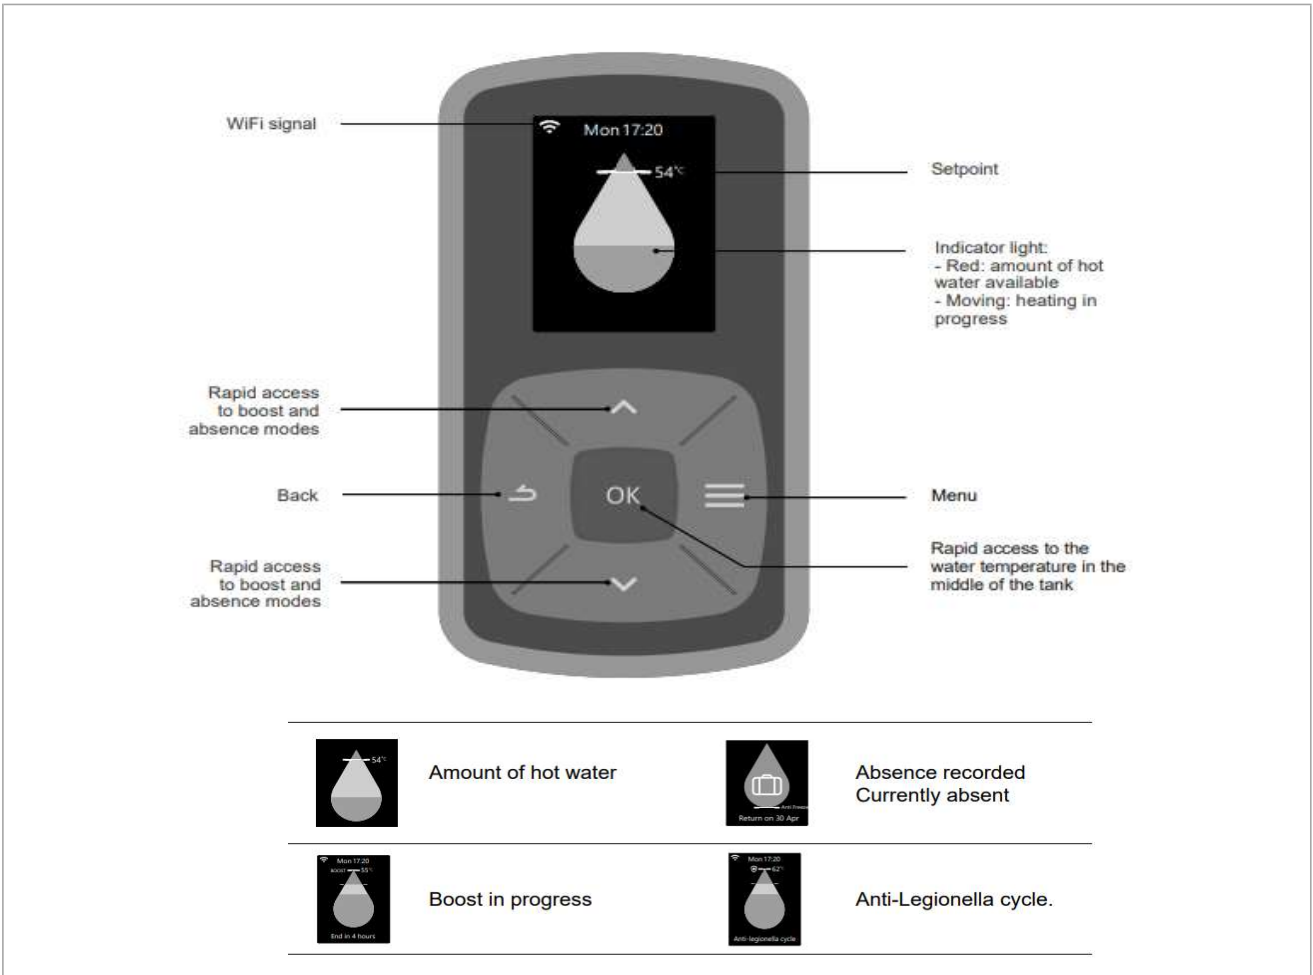 WiFi signal
Mon 17:20
54°C
Setpoint
Indicator light:
- Red: amount of hot
water available
- Moving: heating in
progress
Rapid access
to boost and
absence modes
Back
OK
Menu
Rapid access to the
water temperature in the
middle of the tank
Rapid access
to boost and
absence modes
54°C
Amount of hot water
Anti-Freeze
Return on 30 Apr
Absence recorded
Currently absent
Mon 17:20
BOOST 55°C
End in 4 hours
Boost in progress
Mon 17:20
62°C
Anti-legionella cycle
Anti-Legionella cycle.